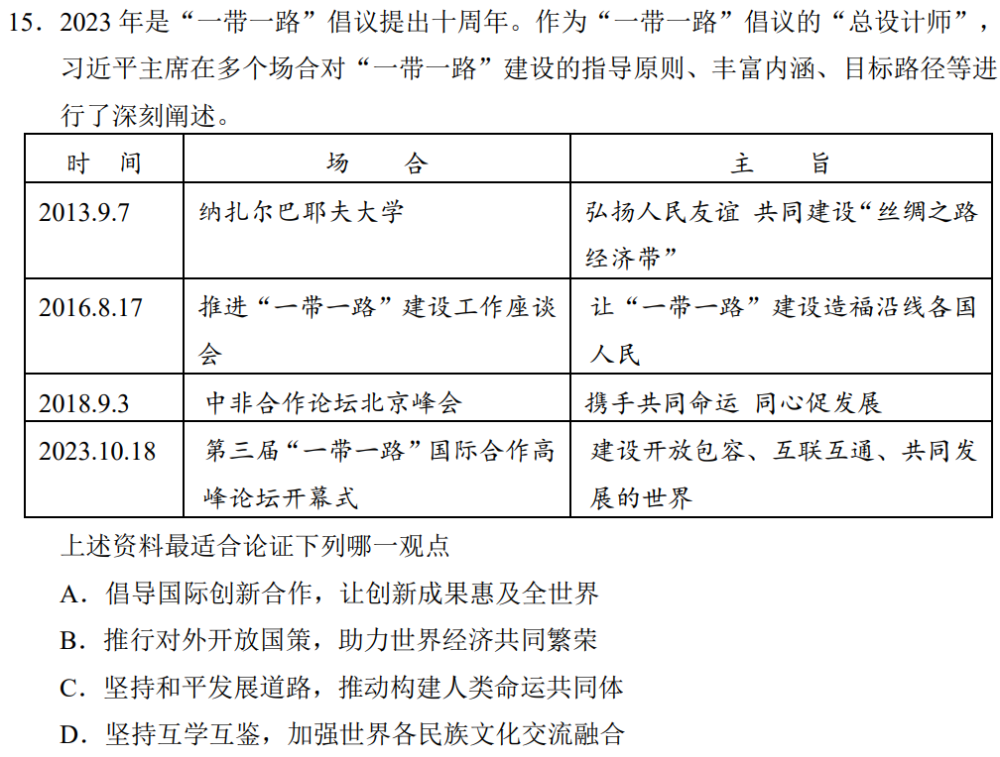 15．2023 年是“一带一路”倡议提出十周年。作为“一带一路”倡议的“总设计师”，
习近平主席在多个场合对“一带一路”建设的指导原则、丰富内涵、目标路径等进
行了深刻阐述。
时 间 场 合 主 旨
2013.9.7 纳扎尔巴耶夫大学 弘扬人民友谊 共同建设“丝绸之路
经济带”
2016.8.17 推进“一带一路”建设工作座谈 让“一带一路”建设造福沿线各国
会 人民
2018.9.3 中非合作论坛北京峰会 携手共同命运 同心促发展
2023.10.18 第三届“一带一路”国际合作高 建设开放包容、互联互通、共同发
峰论坛开幕式 展的世界
上述资料最适合论证下列哪一观点
A．倡导国际创新合作，让创新成果惠及全世界
B．推行对外开放国策，助力世界经济共同繁荣
C．坚持和平发展道路，推动构建人类命运共同体
D．坚持互学互鉴，加强世界各民族文化交流融合